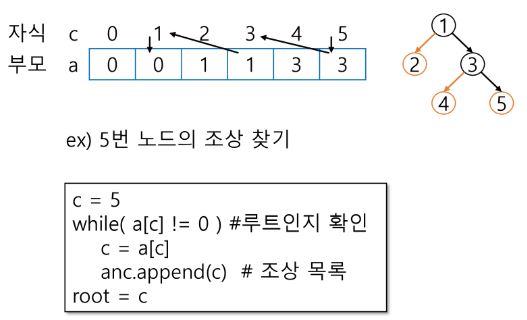 자식 c 0 1 2 3 4 5
부모 a 0 0 1 1 3 3
1
2 3
4 5
ex) 5번 노드의 조상 찾기
c = 5
while( a[c] != 0 ) #루트인지 확인
c = a[c]
anc.append(c) # 조상 목록
root = c